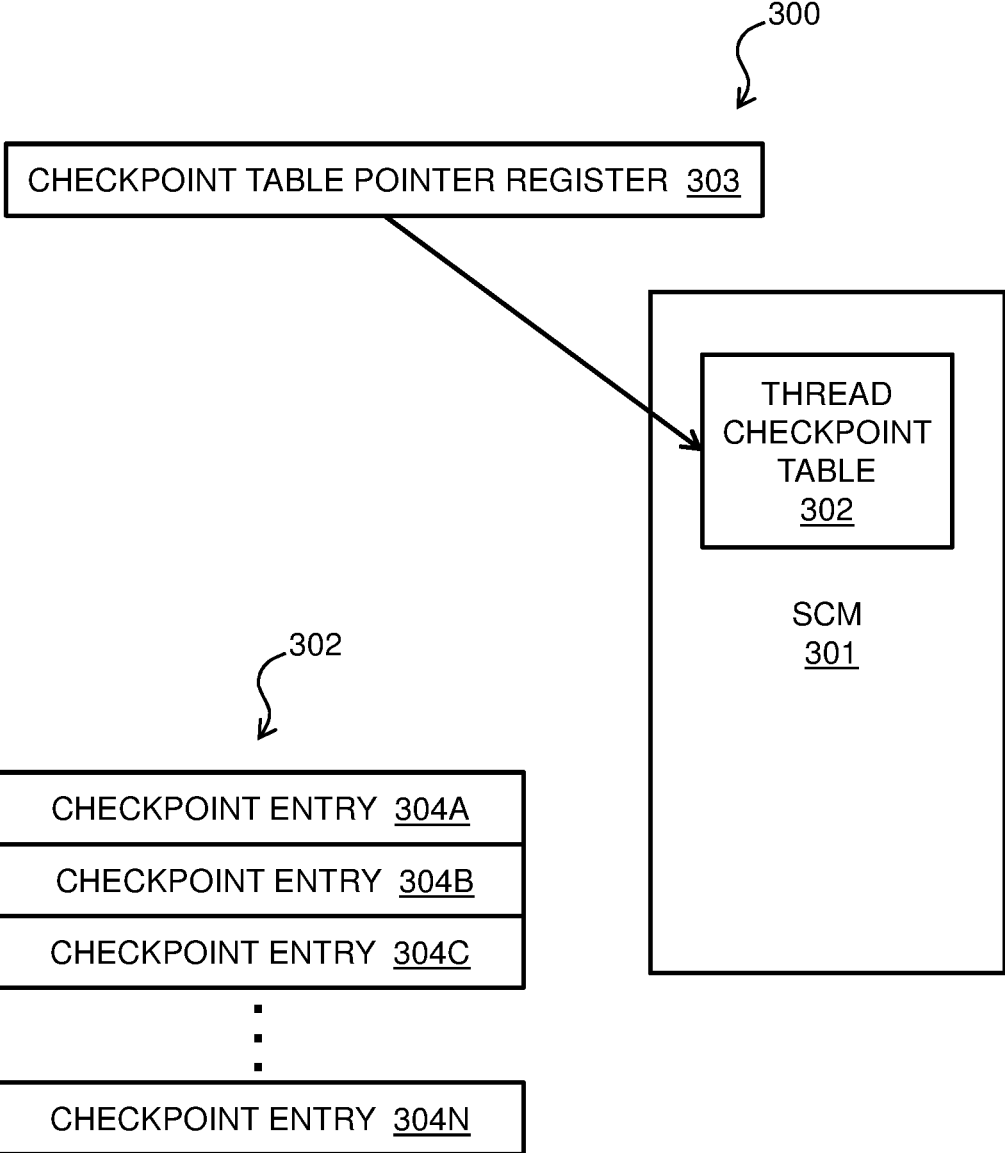 300
CHECKPOINT TABLE POINTER REGISTER 303
THREAD
CHECKPOINT
TABLE
302
SCM
301
302
CHECKPOINT ENTRY 304A
CHECKPOINT ENTRY 304B
CHECKPOINT ENTRY 304C
CHECKPOINT ENTRY 304N